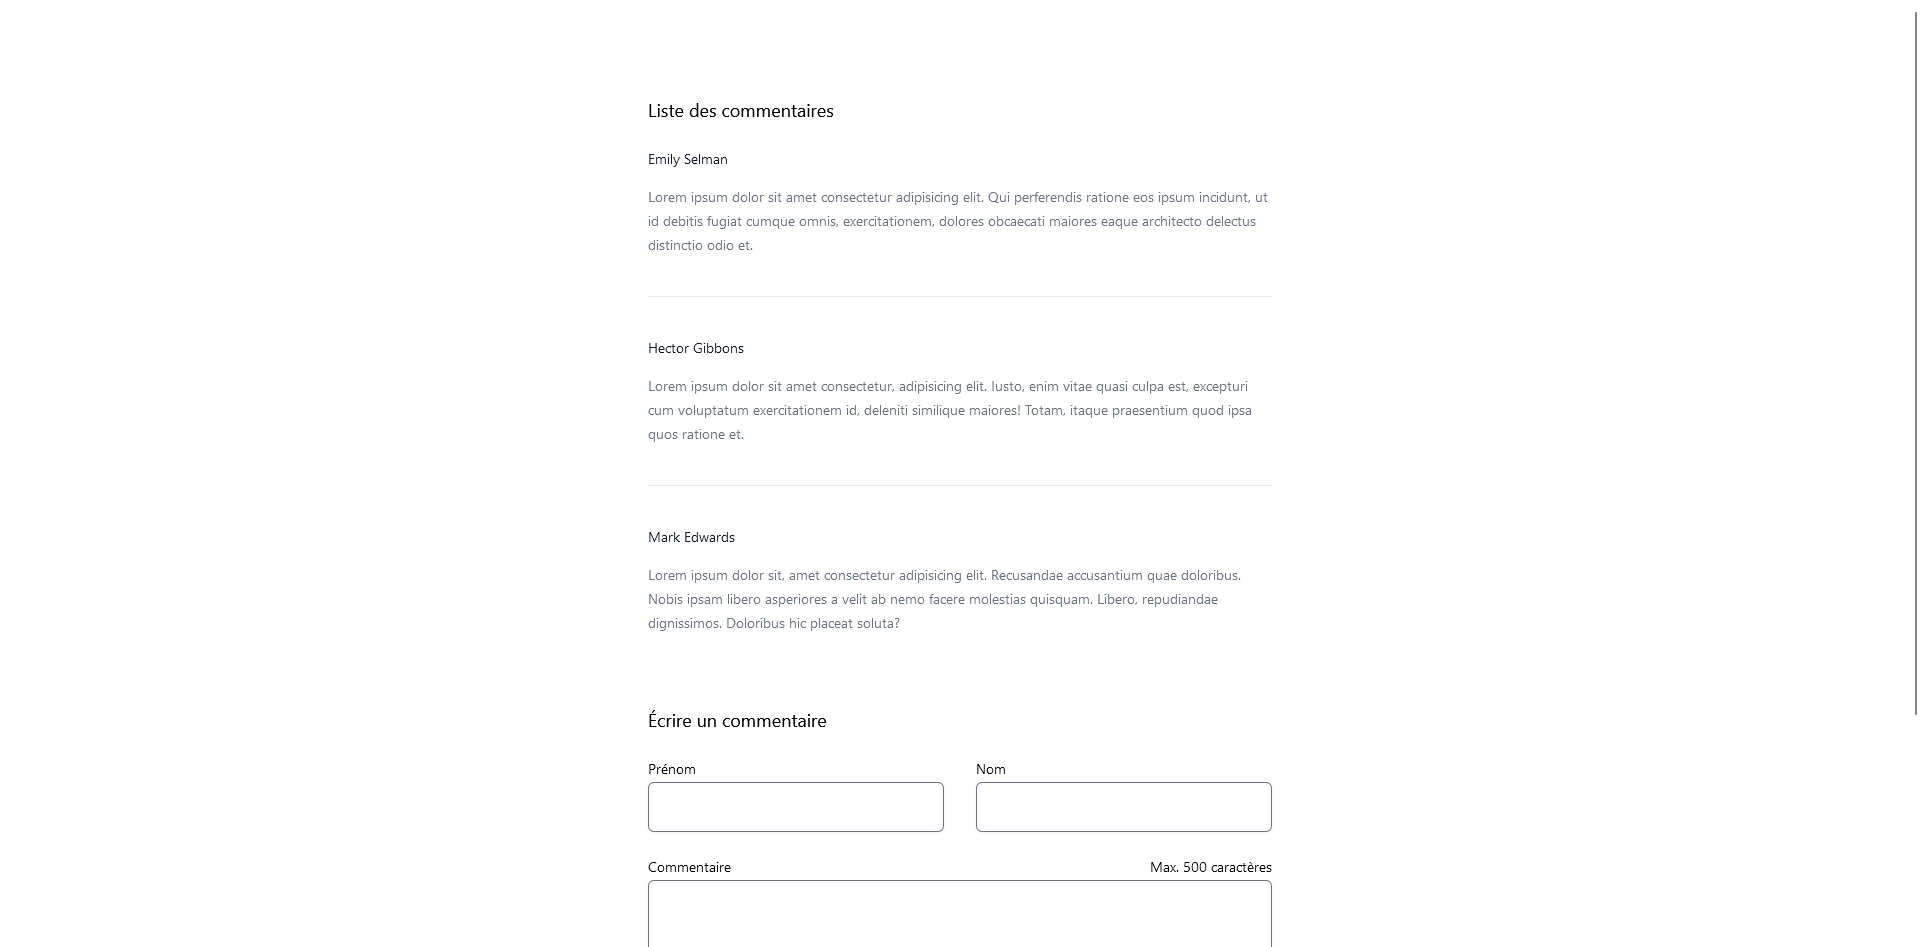 Liste des commentaires
Emily Selman
Lorem ipsum dolor sit amet consectetur adipisicing elit. Qui perferendis ratione eos ipsum incidunt, ut
id debitis fugiat cumque omnis, exercitationem, dolores obcaecati maiores eaque architecto delectus
distinctio odio et.
Hector Gibbons
Lorem ipsum dolor sit amet consectetur, adipisicing elit. Iusto, enim vitae quasi culpa est, excepturi
cum voluptatum exercitationem id, deleniti similique maiores! Totam, itaque praesentium quod ipsa
quos ratione et.
Mark Edwards
Lorem ipsum dolor sit, amet consectetur adipisicing elit. Recusandae accusantium quae doloribus.
Nobis ipsam libero asperiores a velit ab nemo facere molestias quisquam. Libero, repudiandae
dignissimos. Doloribus hic placeat soluta?
Écrire un commentaire
Prénom Nom
Commentaire Max. 500 caractères